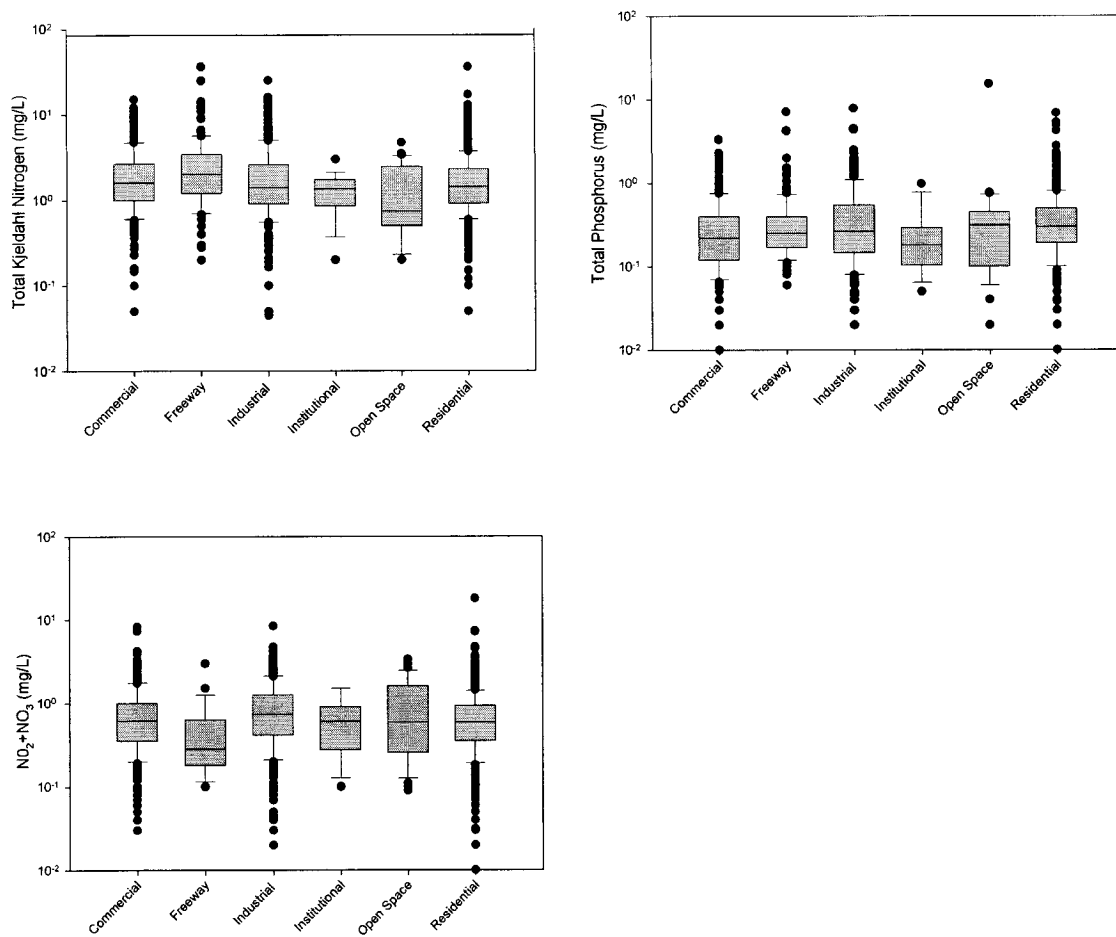 Total Kjeldahl Nitrogen (mg/L)
10²
10¹
10⁰
10⁻¹
10⁻²
Commercial
Freeway
Industrial
Institutional
Open Space
Residential
Total Phosphorus (mg/L)
10²
10¹
10⁰
10⁻¹
10⁻²
Commercial
Freeway
Industrial
Institutional
Open Space
Residential
N0₂+NO₃ (mg/L)
10²
10¹
10⁰
10⁻¹
10⁻²
Commercial
Freeway
Industrial
Institutional
Open Space
Residential